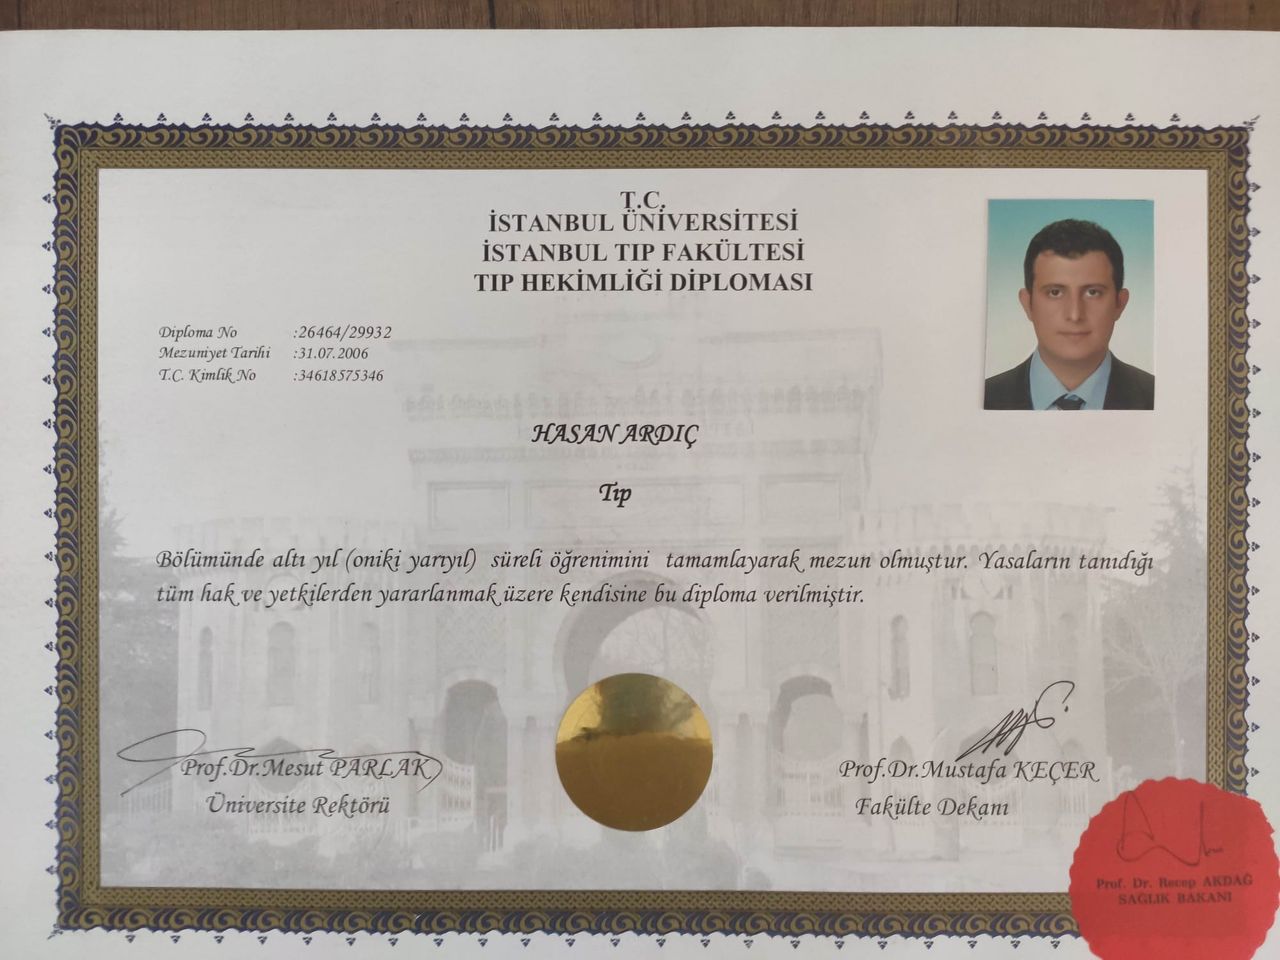 T.C.
İSTANBUL ÜNİVERSİTESİ
İSTANBUL TIP FAKÜLTESİ
TIP HEKİMLİĞİ DİPLOMASI
Diploma No :26464/29932
Mezuniyet Tarihi :31.07.2006
T.C. Kimlik No :34618575346
HASAN ARDIÇ
Tıp
Bölümünde altı yıl (oniki yarıyıl) süreli öğrenimini tamamlayarak mezun olmuştur. Yasaların tanıdığı
tüm hak ve yetkilerden yararlanmak üzere kendisine bu diploma verilmiştir.
Prof.Dr.Mesut PARLAK
Üniversite Rektörü
Prof.Dr.Mustafa KEÇER
Fakülte Dekanı
Prof. Dr. Recep AKDAĞ
SAĞLIK BAKANI